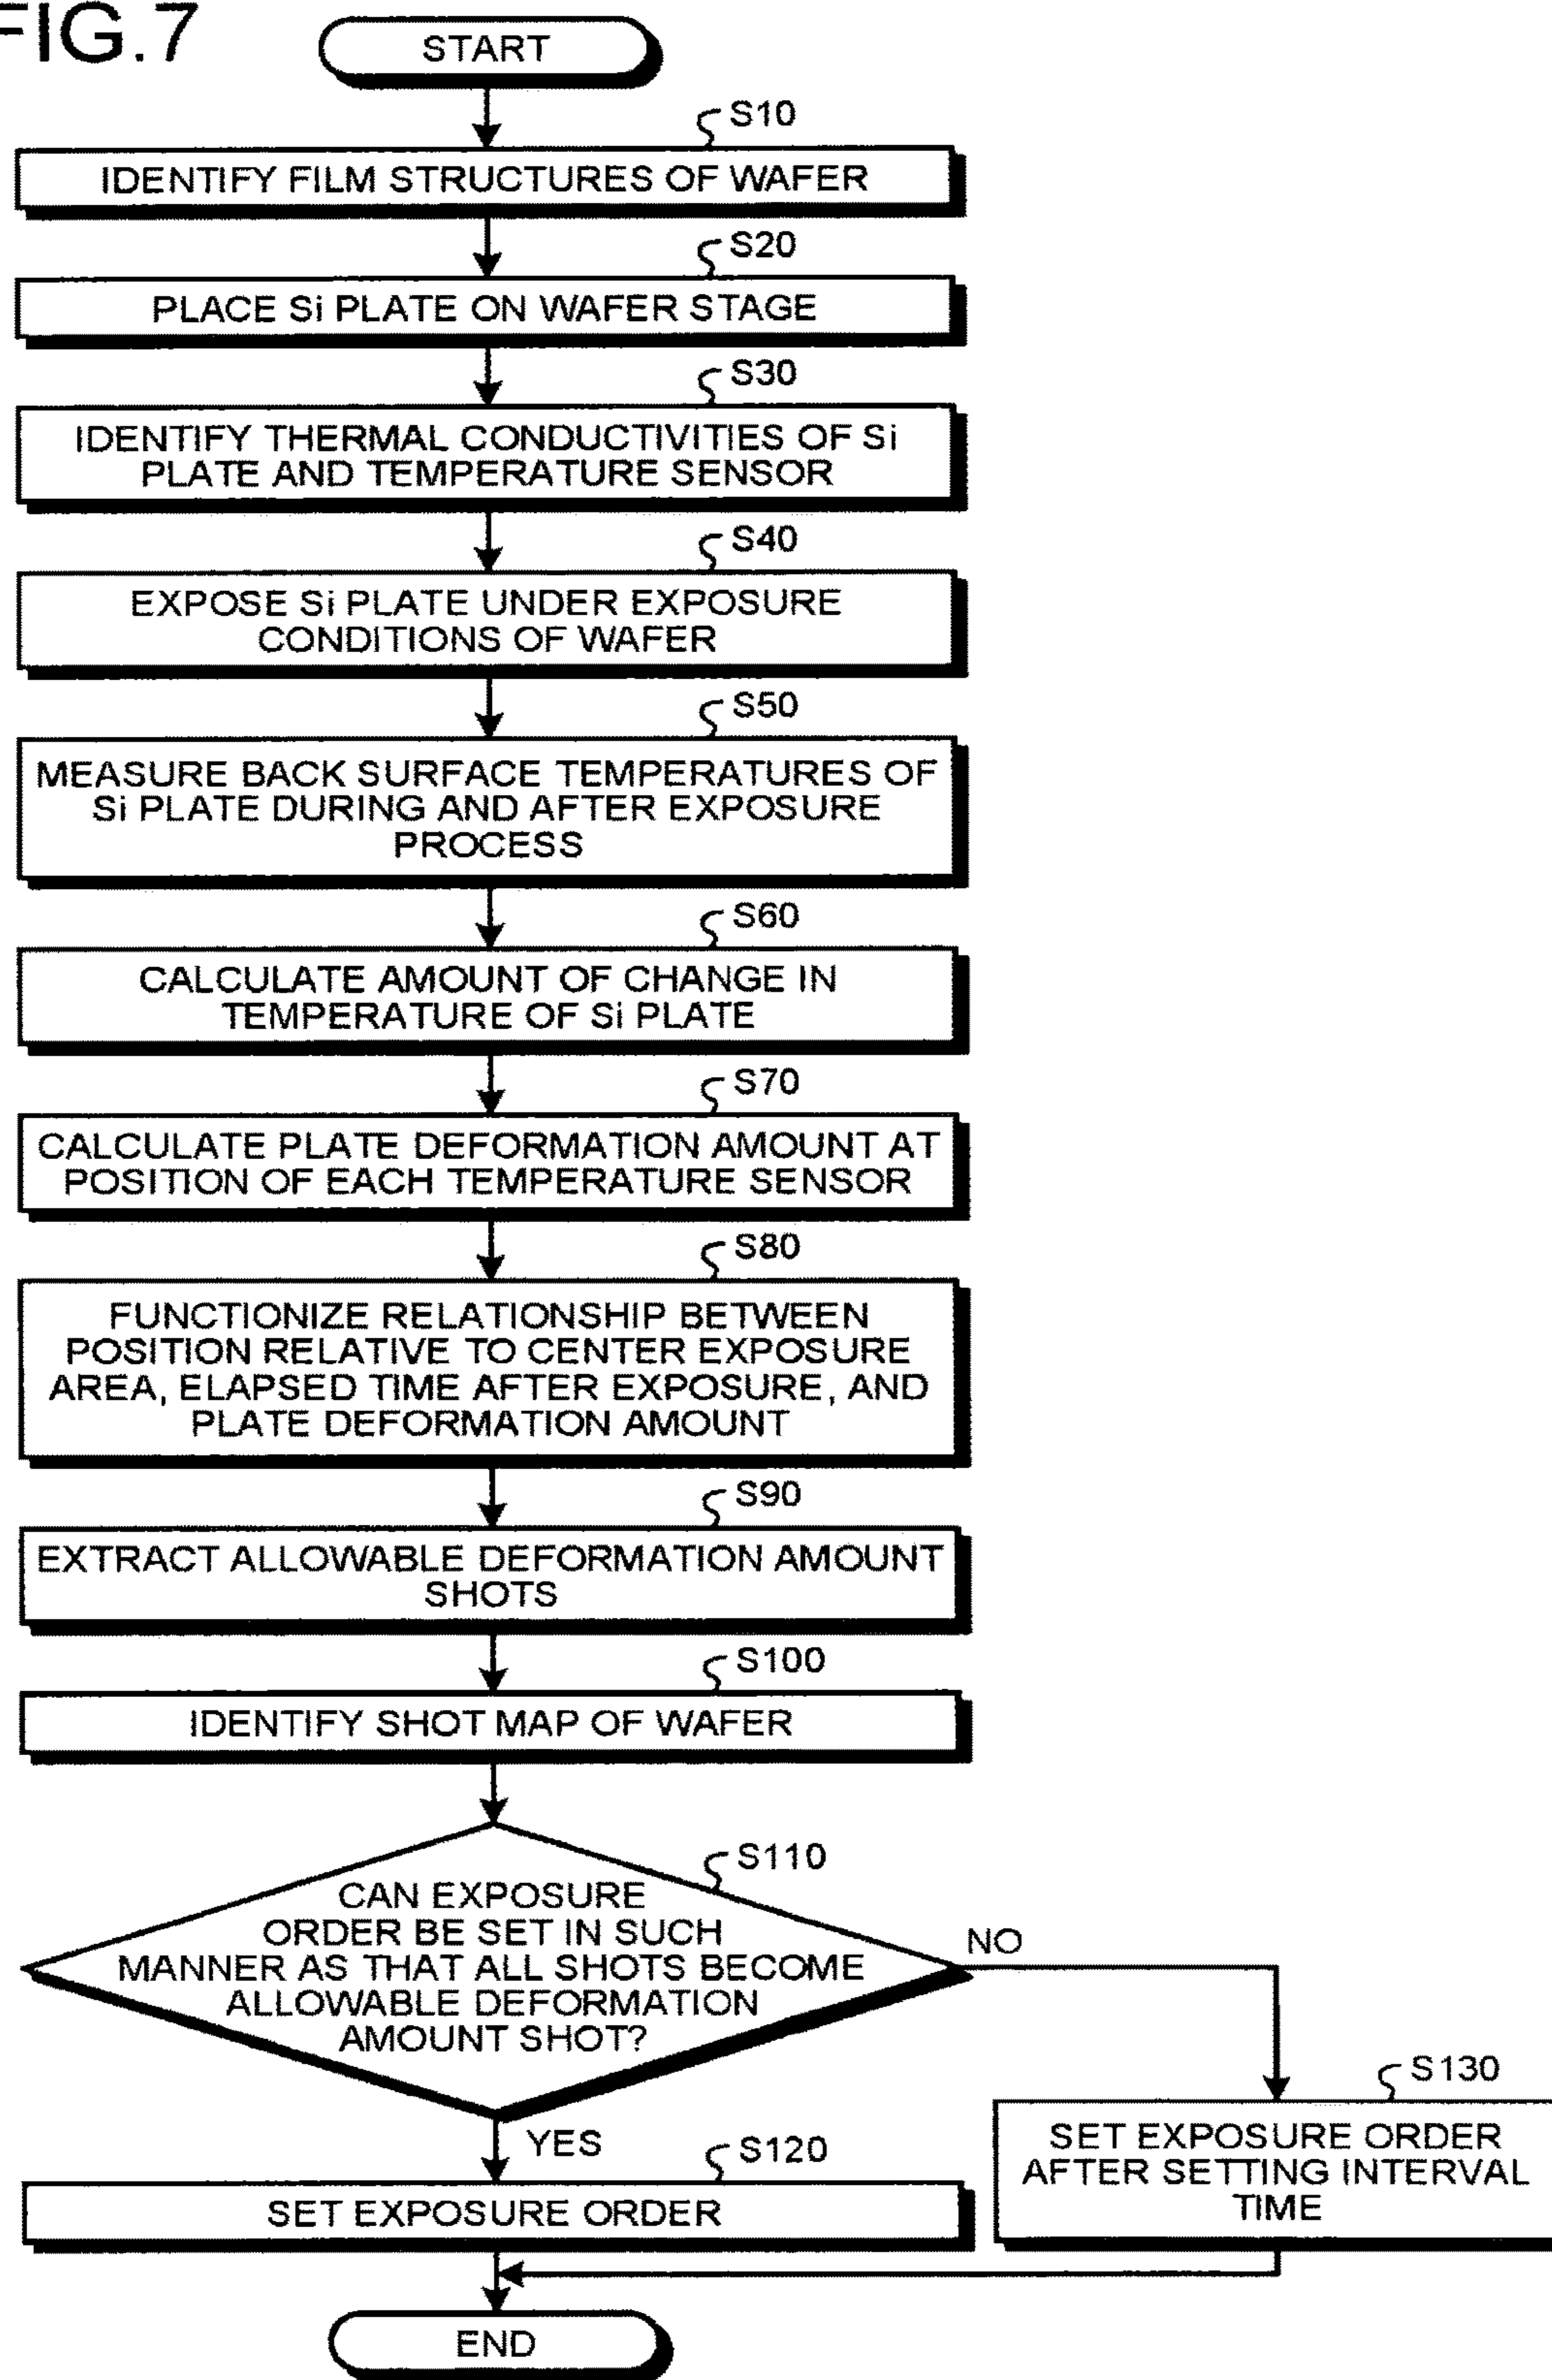 FIG.7
START
S10
IDENTIFY FILM STRUCTURES OF WAFER
S20
PLACE Si PLATE ON WAFER STAGE
S30
IDENTIFY THERMAL CONDUCTIVITIES OF Si
PLATE AND TEMPERATURE SENSOR
S40
EXPOSE Si PLATE UNDER EXPOSURE
CONDITIONS OF WAFER
S50
MEASURE BACK SURFACE TEMPERATURES OF
Si PLATE DURING AND AFTER EXPOSURE
PROCESS
S60
CALCULATE AMOUNT OF CHANGE IN
TEMPERATURE OF Si PLATE
S70
CALCULATE PLATE DEFORMATION AMOUNT AT
POSITION OF EACH TEMPERATURE SENSOR
S80
FUNCTIONIZE RELATIONSHIP BETWEEN
POSITION RELATIVE TO CENTER EXPOSURE
AREA, ELAPSED TIME AFTER EXPOSURE, AND
PLATE DEFORMATION AMOUNT
S90
EXTRACT ALLOWABLE DEFORMATION AMOUNT
SHOTS
S100
IDENTIFY SHOT MAP OF WAFER
S110
CAN EXPOSURE
ORDER BE SET IN SUCH
MANNER AS THAT ALL SHOTS BECOME
ALLOWABLE DEFORMATION
AMOUNT SHOT?
NO
YES
S120
SET EXPOSURE ORDER
S130
SET EXPOSURE ORDER
AFTER SETTING INTERVAL
TIME
END